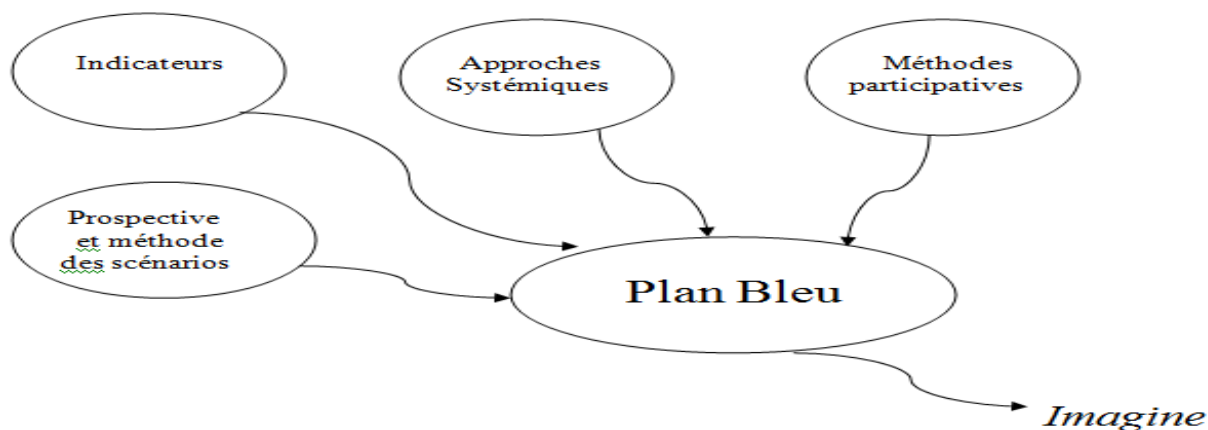 Indicateurs
Approches
Systémiques
Méthodes
participatives
Prospective
et méthode
des scénarios
Plan Bleu
Imagine